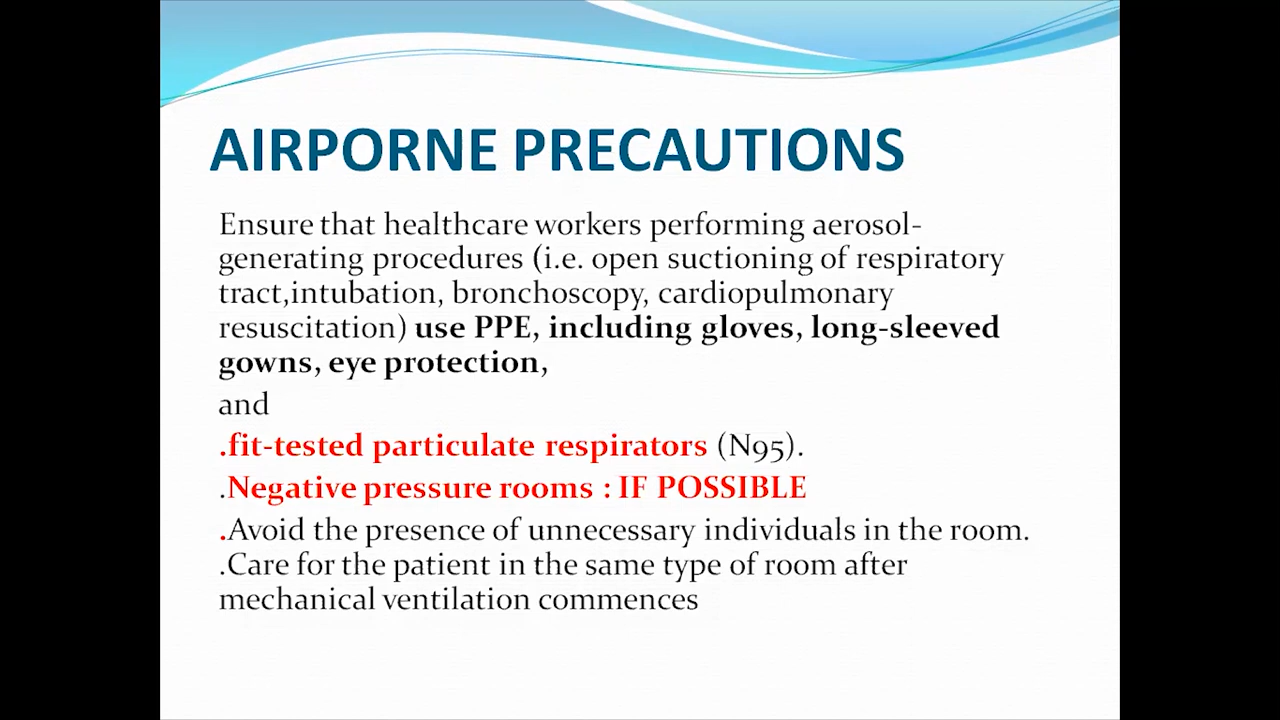 AIRPORNE PRECAUTIONS
Ensure that healthcare workers performing aerosol-
generating procedures (i.e. open suctioning of respiratory
tract,intubation, bronchoscopy, cardiopulmonary
resuscitation) use PPE, including gloves, long-sleeved
gowns, eye protection,
and
.fit-tested particulate respirators (N95).
.Negative pressure rooms : IF POSSIBLE
.Avoid the presence of unnecessary individuals in the room.
.Care for the patient in the same type of room after
mechanical ventilation commences